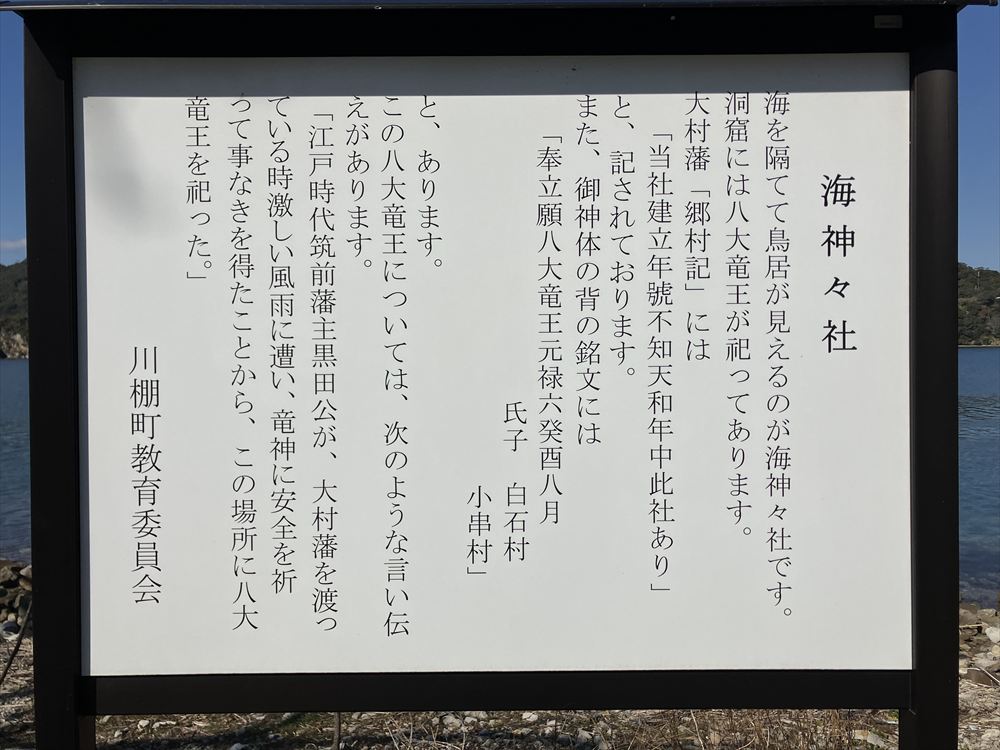 海神々社
海を隔てて鳥居が見えるのが海神々社です。
洞窟には八大竜王が祀ってあります。
大村藩「郷村記」には
「当社建立年號不知天和年中此社あり」
と、記されております。
また、御神体の背の銘文には
「奉立願八大竜王元禄六癸酉八月
氏子 白石村
小串村」
と、あります。
この八大竜王については、次のような言い伝
えがあります。
「江戸時代筑前藩主黒田公が、大村藩を渡っ
ている時激しい風雨に遭い、竜神に安全を祈
って事なきを得たことから、この場所に八大
竜王を祀った。」
川棚町教育委員会